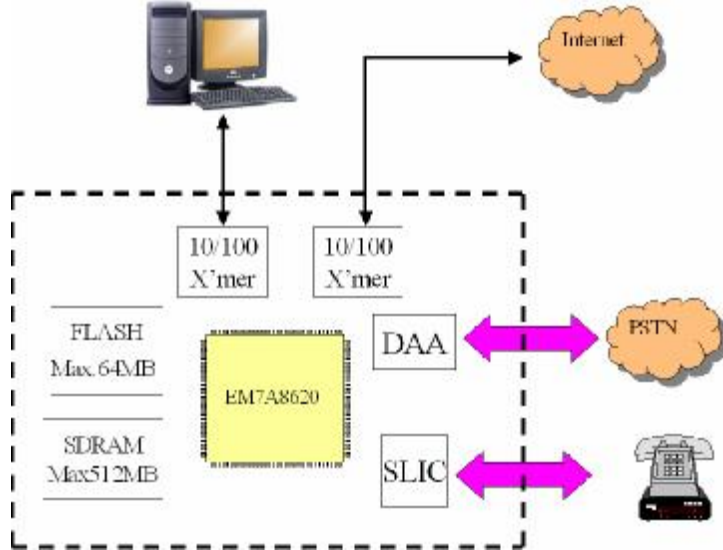 Internet
10/100
X'mer
10/100
X'mer
FLASH
Max. 64MB
DAA
PSTN
EM7A8620
SDRAM
Max512MB
SLIC